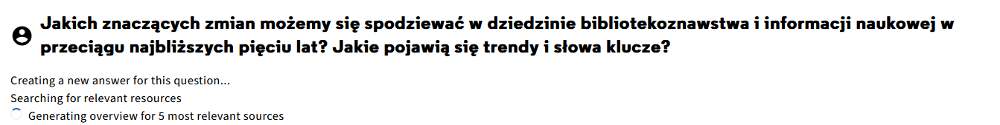 Jakich znaczących zmian możemy się spodziewać w dziedzinie bibliotekoznawstwa i informacji naukowej w
przeciągu najbliższych pięciu lat? Jakie pojawią się trendy i słowa klucze?
Creating a new answer for this question...
Searching for relevant resources
Generating overview for 5 most relevant sources